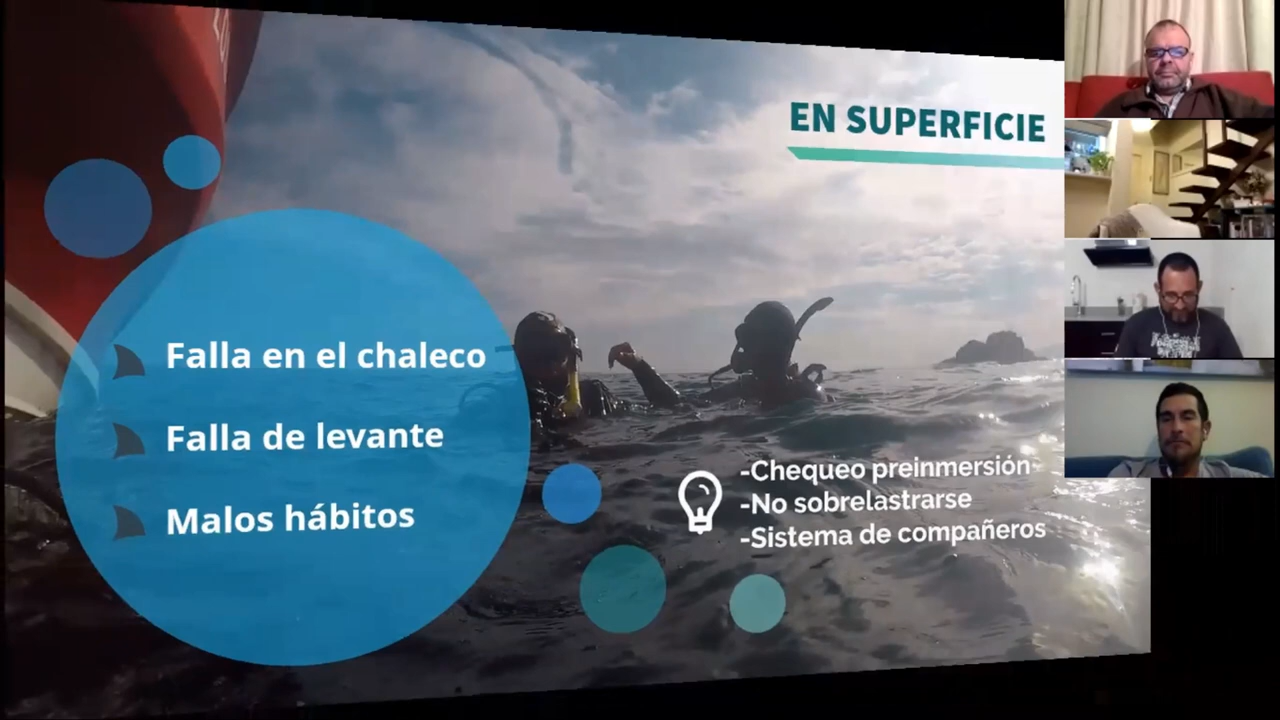 EN SUPERFICIE
Falla en el chaleco
Falla de levante
Malos hábitos
-Chequeo preinmersión
-No sobrelastrarse
-Sistema de compañeros